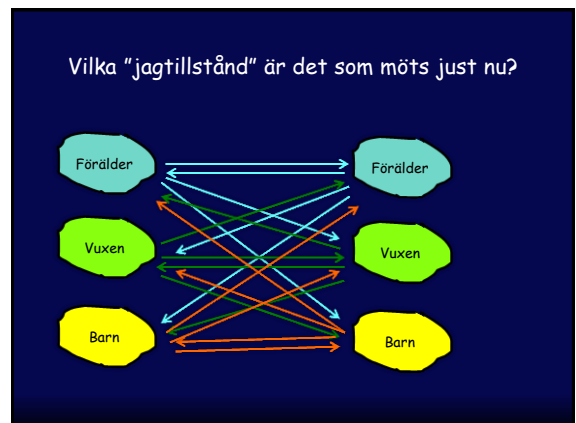 Vilka ”jagtillstånd” är det som möts just nu?
Förälder
Förälder
Vuxen
Vuxen
Barn
Barn